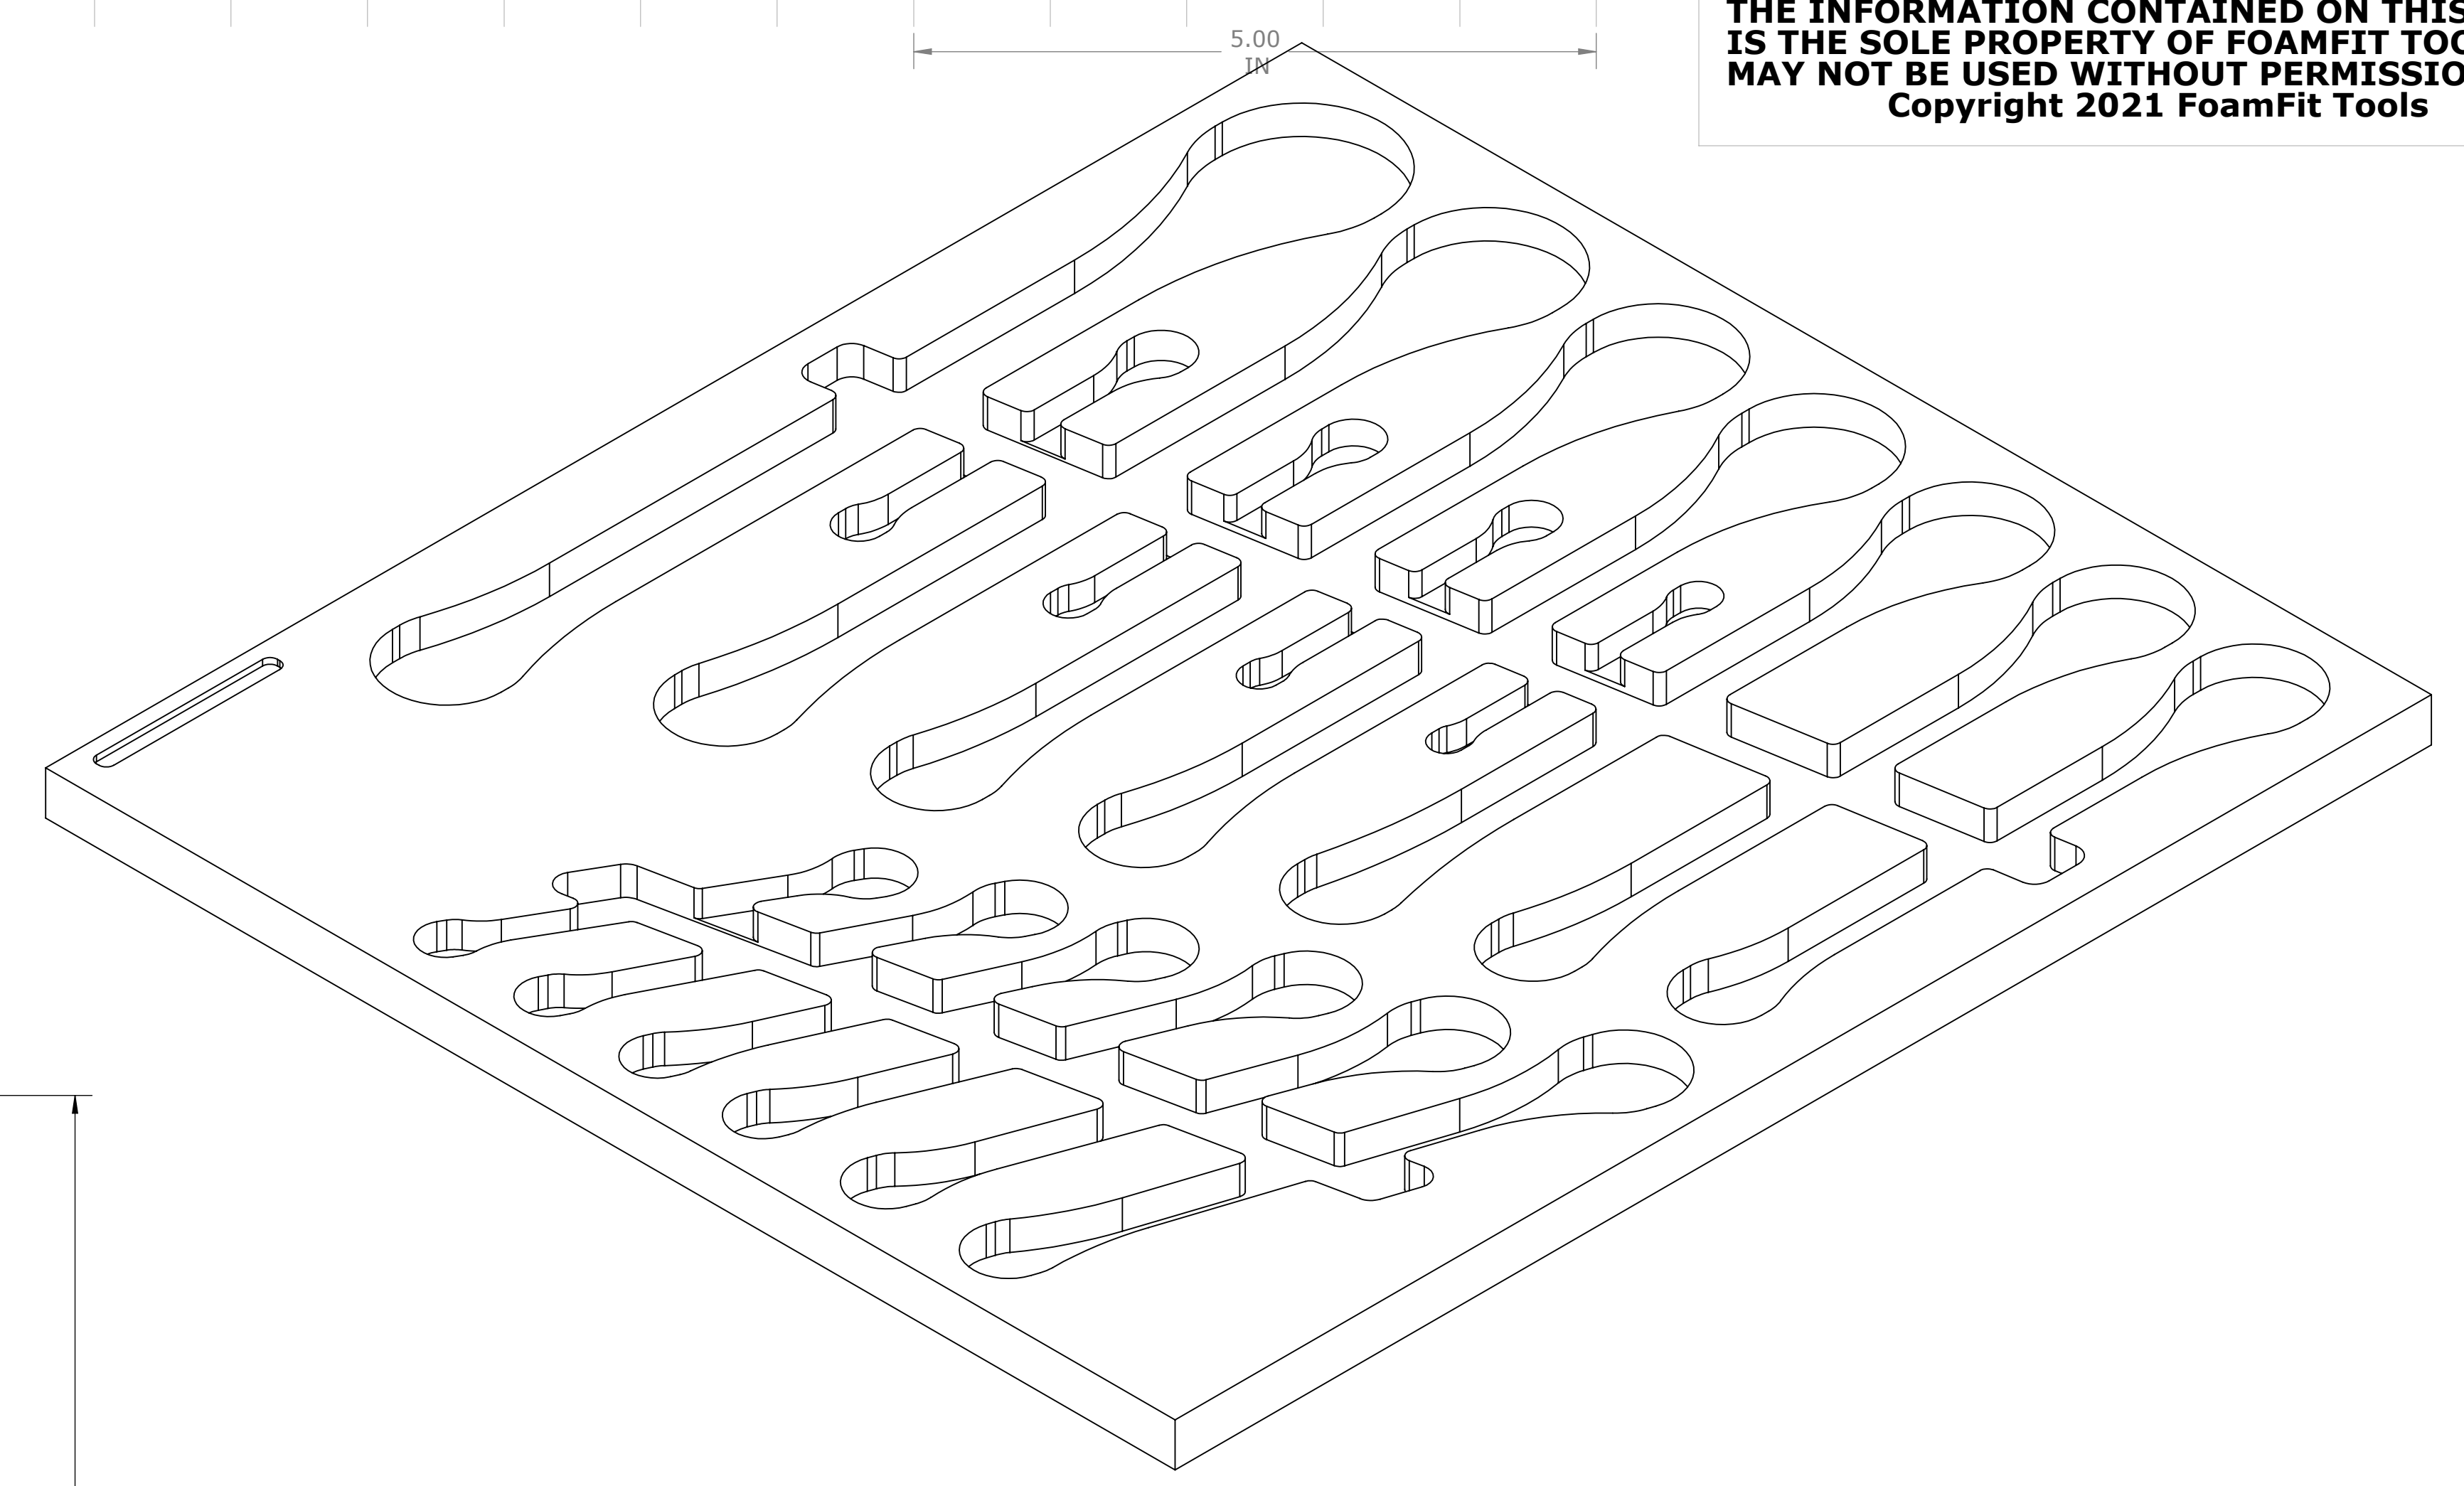 5.00
IN
THE INFORMATION CONTAINED ON THIS
IS THE SOLE PROPERTY OF FOAMFIT
MAY NOT BE USED WITHOUT
Copyright 2021 FoamFit Tools